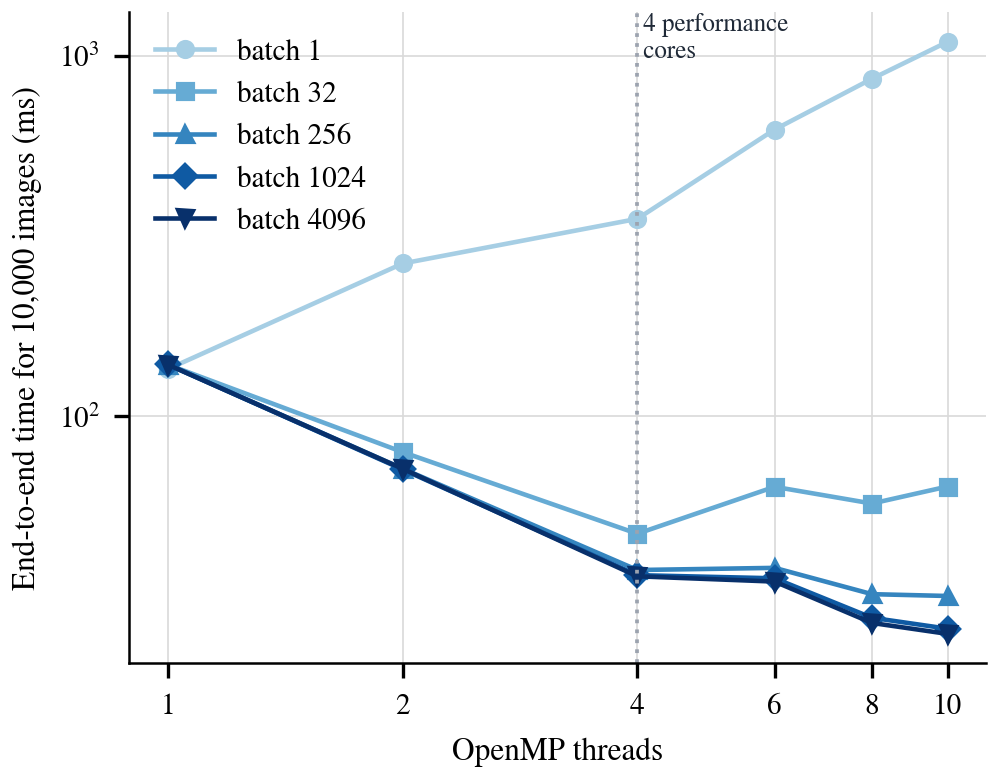 4 performance
cores
batch 1
batch 32
batch 256
batch 1024
batch 4096
10³
10²
End-to-end time for 10,000 images (ms)
1
2
4
6
8
10
OpenMP threads